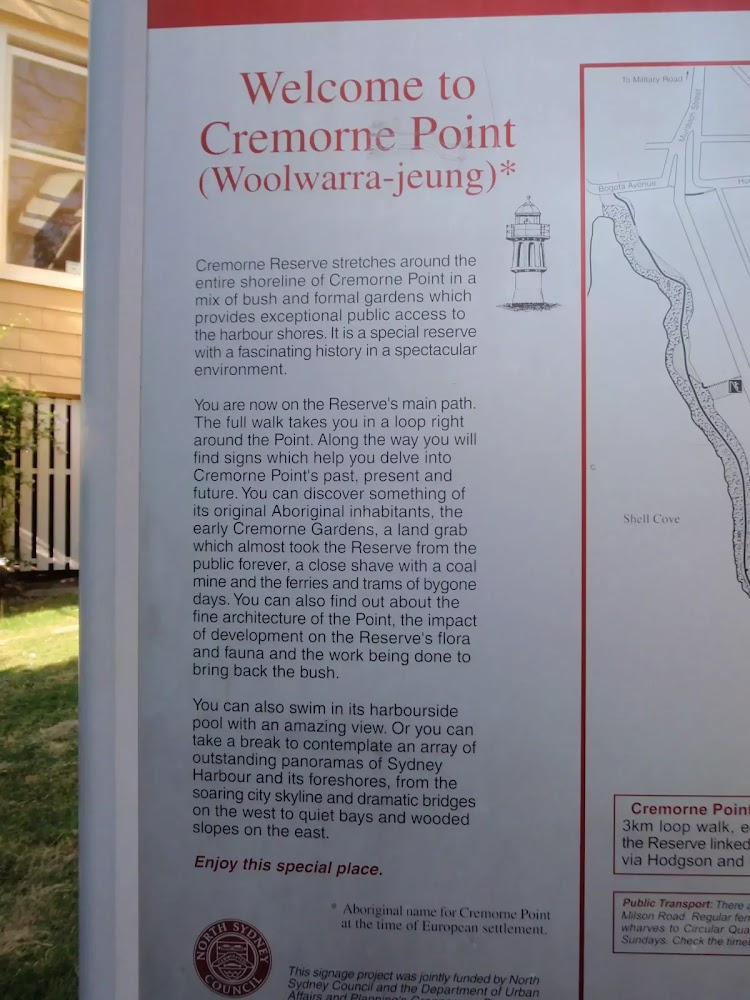 Welcome to
Cremorne Point
(Woolwarra-jeung)*
Cremorne Reserve stretches around the
entire shoreline of Cremorne Point in a
mix of bush and formal gardens which
provides exceptional public access to
the harbour shores. It is a special reserve
with a fascinating history in a spectacular
environment.
You are now on the Reserve's main path.
The full walk takes you in a loop right
around the Point. Along the way you will
find signs which help you delve into
Cremorne Point's past, present and
future. You can discover something of
its original Aboriginal inhabitants, the
early Cremorne Gardens, a land grab
which almost took the Reserve from the
public forever, a close shave with a coal
mine and the ferries and trams of bygone
days. You can also find out about the
fine architecture of the Point, the impact
of development on the Reserve's flora
and fauna and the work being done to
bring back the bush.
You can also swim in its harbourside
pool with an amazing view. Or you can
take a break to contemplate an array of
outstanding panoramas of Sydney
Harbour and its foreshores, from the
soaring city skyline and dramatic bridges
on the west to quiet bays and wooded
slopes on the east.
Enjoy this special place.
* Aboriginal name for Cremorne Point
at the time of European settlement.
NORTH SYDNEY
COUNCIL
This signage project was jointly funded by North
Sydney Council and the Department of Urban
Affairs and Planning's
To Military Road
Street
Bogota Avenue
Shell Cove
Cremorne Point
3km loop walk,
the Reserve linked
via Hodgson and
Public Transport: There
Milson Road. Regular
wharves to Circular
Sundays. Check the